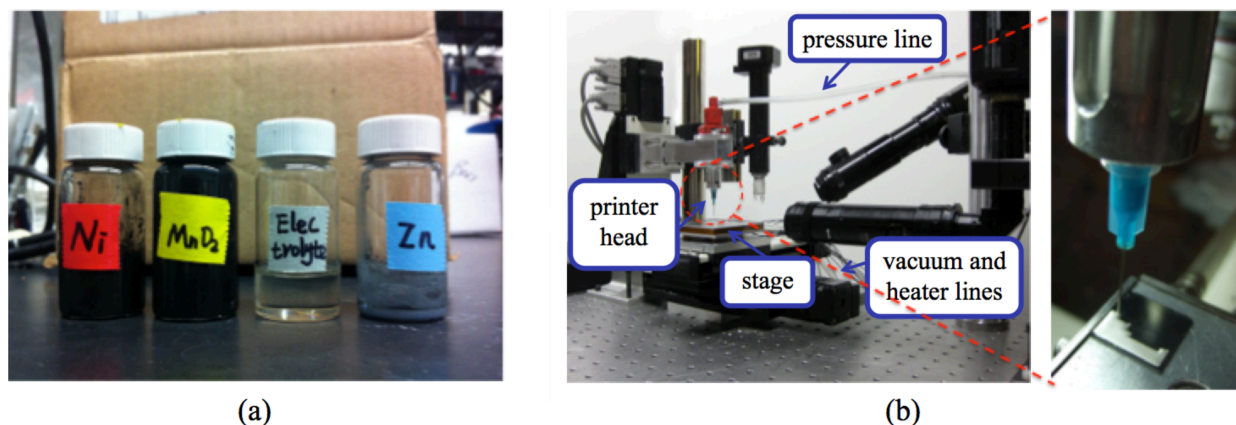 Ni
MnO₂
Elec
trolyte
Zn
pressure line
printer
head
stage
vacuum and
heater lines
(a)
(b)